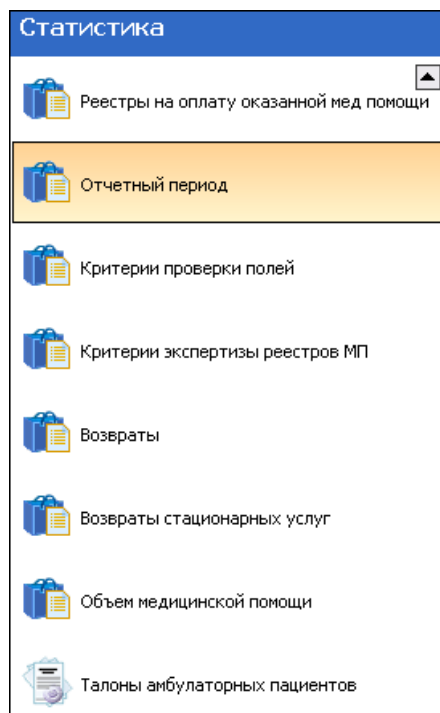 Статистика
Реестры на оплату оказанной мед помощи
Отчетный период
Критерии проверки полей
Критерии экспертизы реестров МП
Возвраты
Возвраты стационарных услуг
Объем медицинской помощи
Талоны амбулаторных пациентов